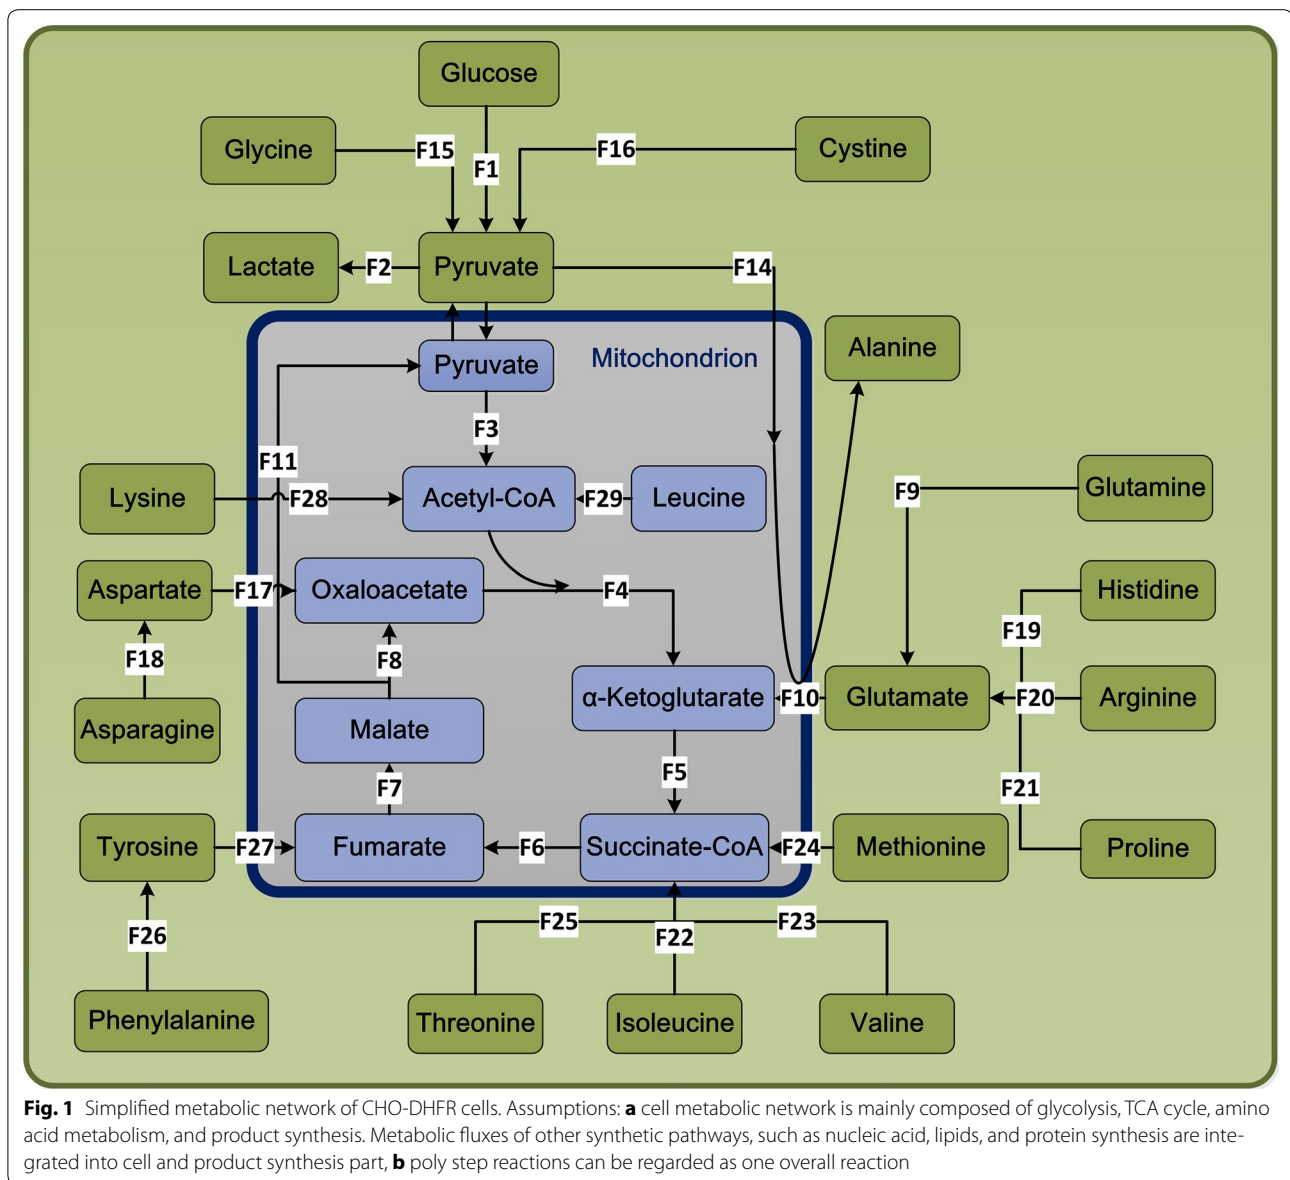 Glucose
Glycine
F15
F1
F16
Cystine
Lactate
F2
Pyruvate
F14
Mitochondrion
Alanine
Pyruvate
F3
F11
Lysine
F28
Acetyl-CoA
F29
Leucine
F9
Glutamine
Aspartate
F17
Oxaloacetate
F4
Histidine
F18
F8
F19
Asparagine
Malate
α-Ketoglutarate
F10
Glutamate
F20
Arginine
F7
F5
F21
Tyrosine
F27
Fumarate
F6
Succinate-CoA
F24
Methionine
Proline
F26
F25
F22
F23
Phenylalanine
Threonine
Isoleucine
Valine
Fig. 1 Simplified metabolic network of CHO-DHFR cells. Assumptions: a cell metabolic network is mainly composed of glycolysis, TCA cycle, amino
acid metabolism, and product synthesis. Metabolic fluxes of other synthetic pathways, such as nucleic acid, lipids, and protein synthesis are inte-
grated into cell and product synthesis part, b poly step reactions can be regarded as one overall reaction